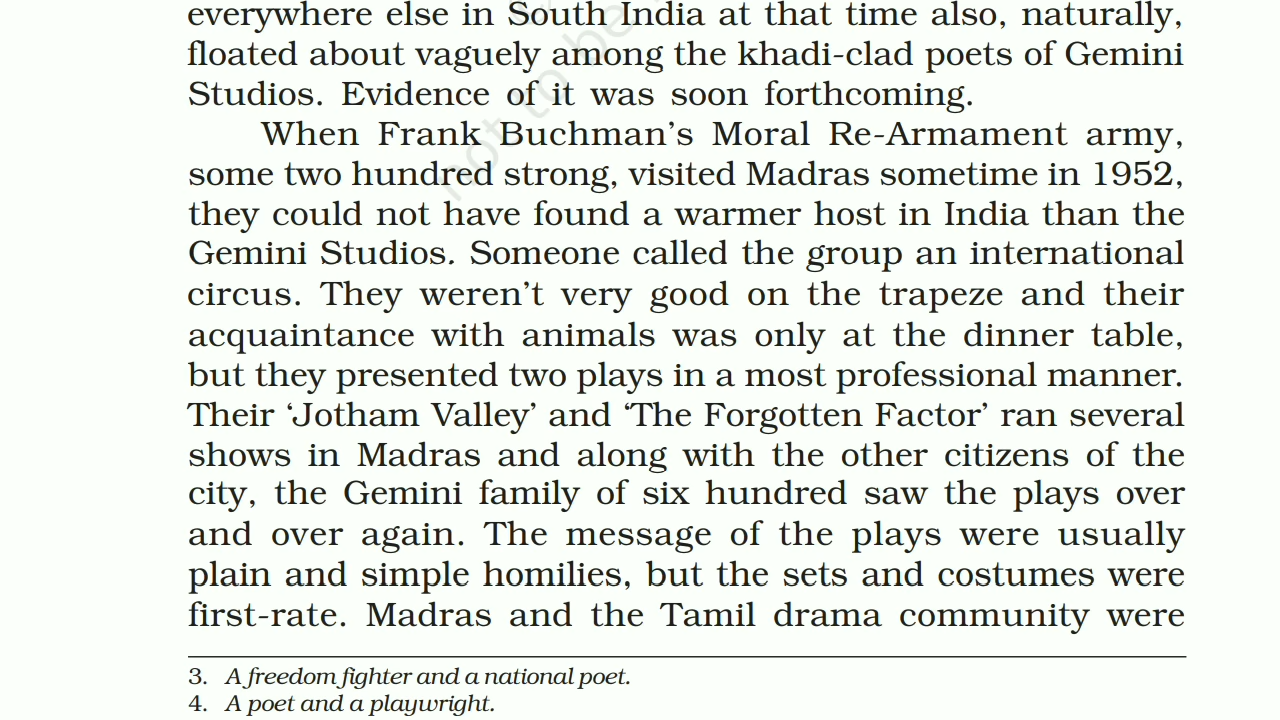 everywhere else in South India at that time also, naturally,
floated about vaguely among the khadi-clad poets of Gemini
Studios. Evidence of it was soon forthcoming.
When Frank Buchman’s Moral Re-Armament army,
some two hundred strong, visited Madras sometime in 1952,
they could not have found a warmer host in India than the
Gemini Studios. Someone called the group an international
circus. They weren’t very good on the trapeze and their
acquaintance with animals was only at the dinner table,
but they presented two plays in a most professional manner.
Their ‘Jotham Valley’ and ‘The Forgotten Factor’ ran several
shows in Madras and along with the other citizens of the
city, the Gemini family of six hundred saw the plays over
and over again. The message of the plays were usually
plain and simple homilies, but the sets and costumes were
first-rate. Madras and the Tamil drama community were
3. A freedom fighter and a national poet.
4. A poet and a playwright.
not to be